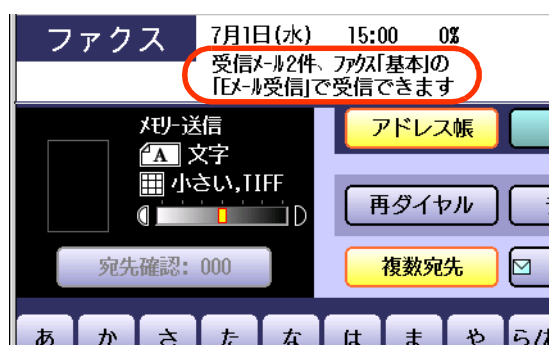 ファクス
7月1日(水) 15:00 0%
受信ﾒｰﾙ2件、ﾌｧｸｽ｢基本｣の
｢Eﾒｰﾙ受信｣で受信できます
ﾒﾓﾘｰ送信
A 文字
小さい,TIFF
アドレス帳
再ダイヤル
宛先確認: 000
複数宛先
あ か さ た な は ま や ら/